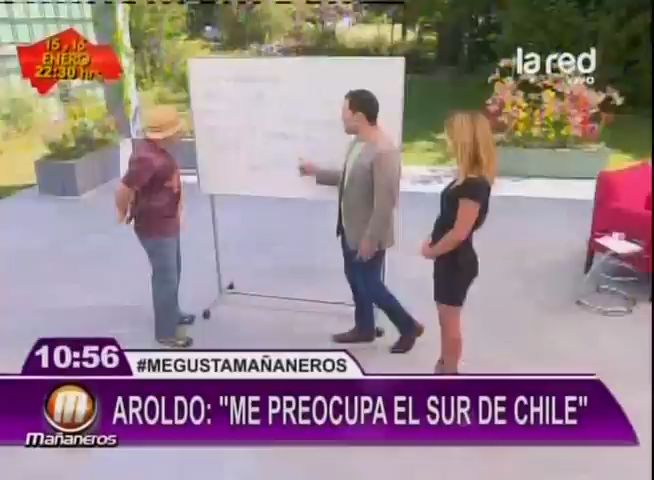 15 y 16
ENERO
22:30 hrs
la red
VIVO
10:56
#MEGUSTAMAÑANEROS
m
Mañaneros
AROLDO: "ME PREOCUPA EL SUR DE CHILE"